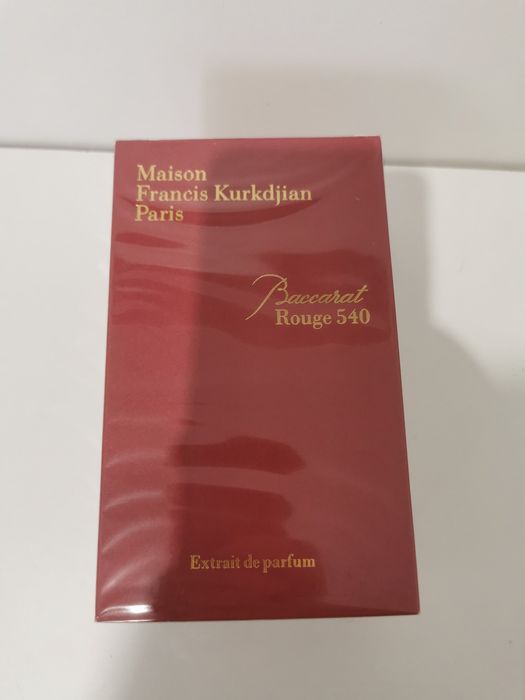 Maison
Francis Kurkdjian
Paris
Baccarat
Rouge 540
Extrait de parfum